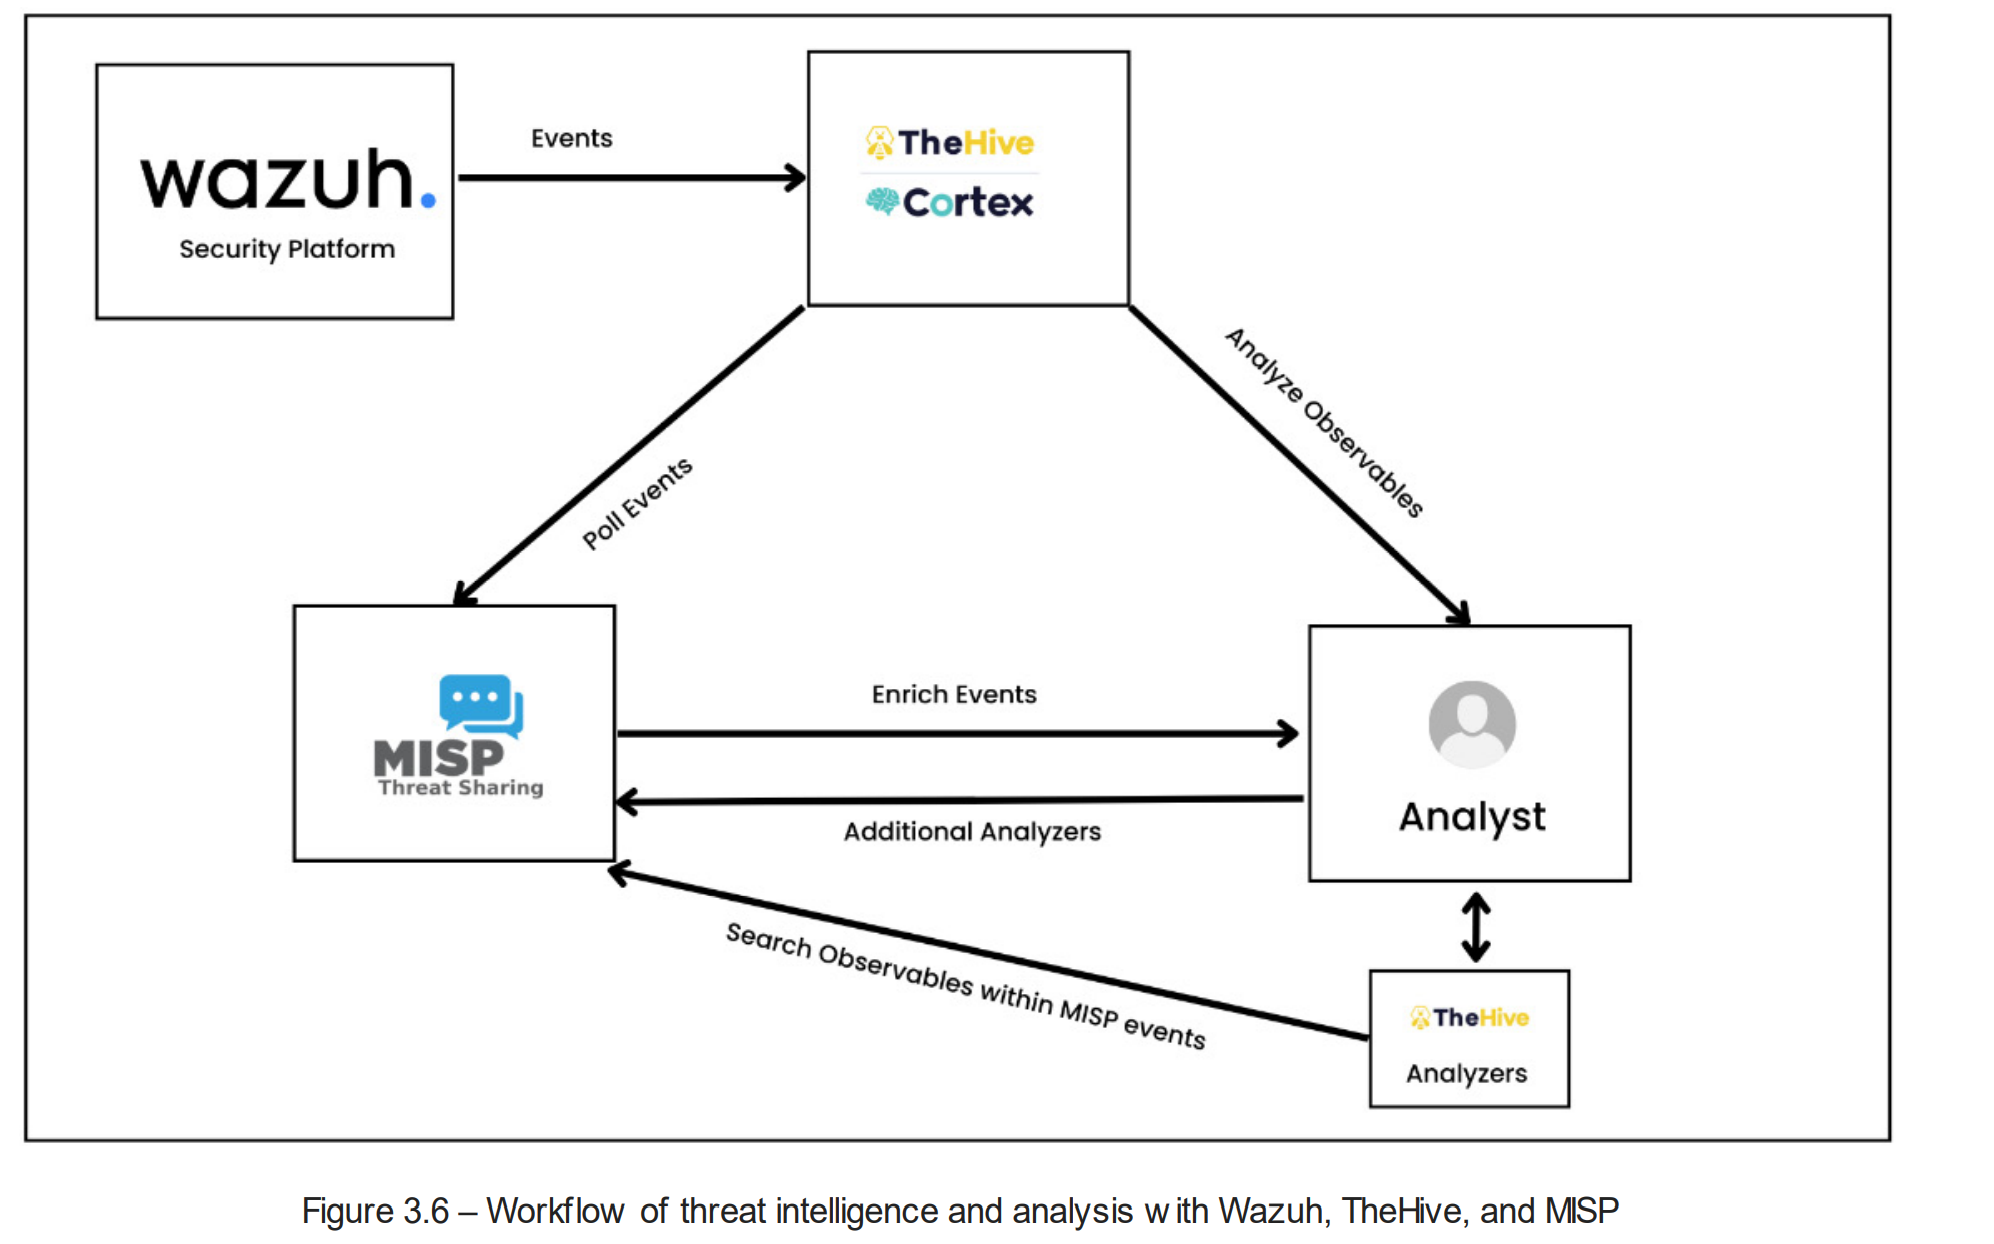 wazuh.
Security Platform
Events
TheHive
Cortex
Poll Events
Analyze Observables
MISP
Threat Sharing
Enrich Events
Additional Analyzers
Analyst
Search Observables within MISP events
TheHive
Analyzers
Figure 3.6 – Workflow of threat intelligence and analysis with Wazuh, TheHive, and MISP